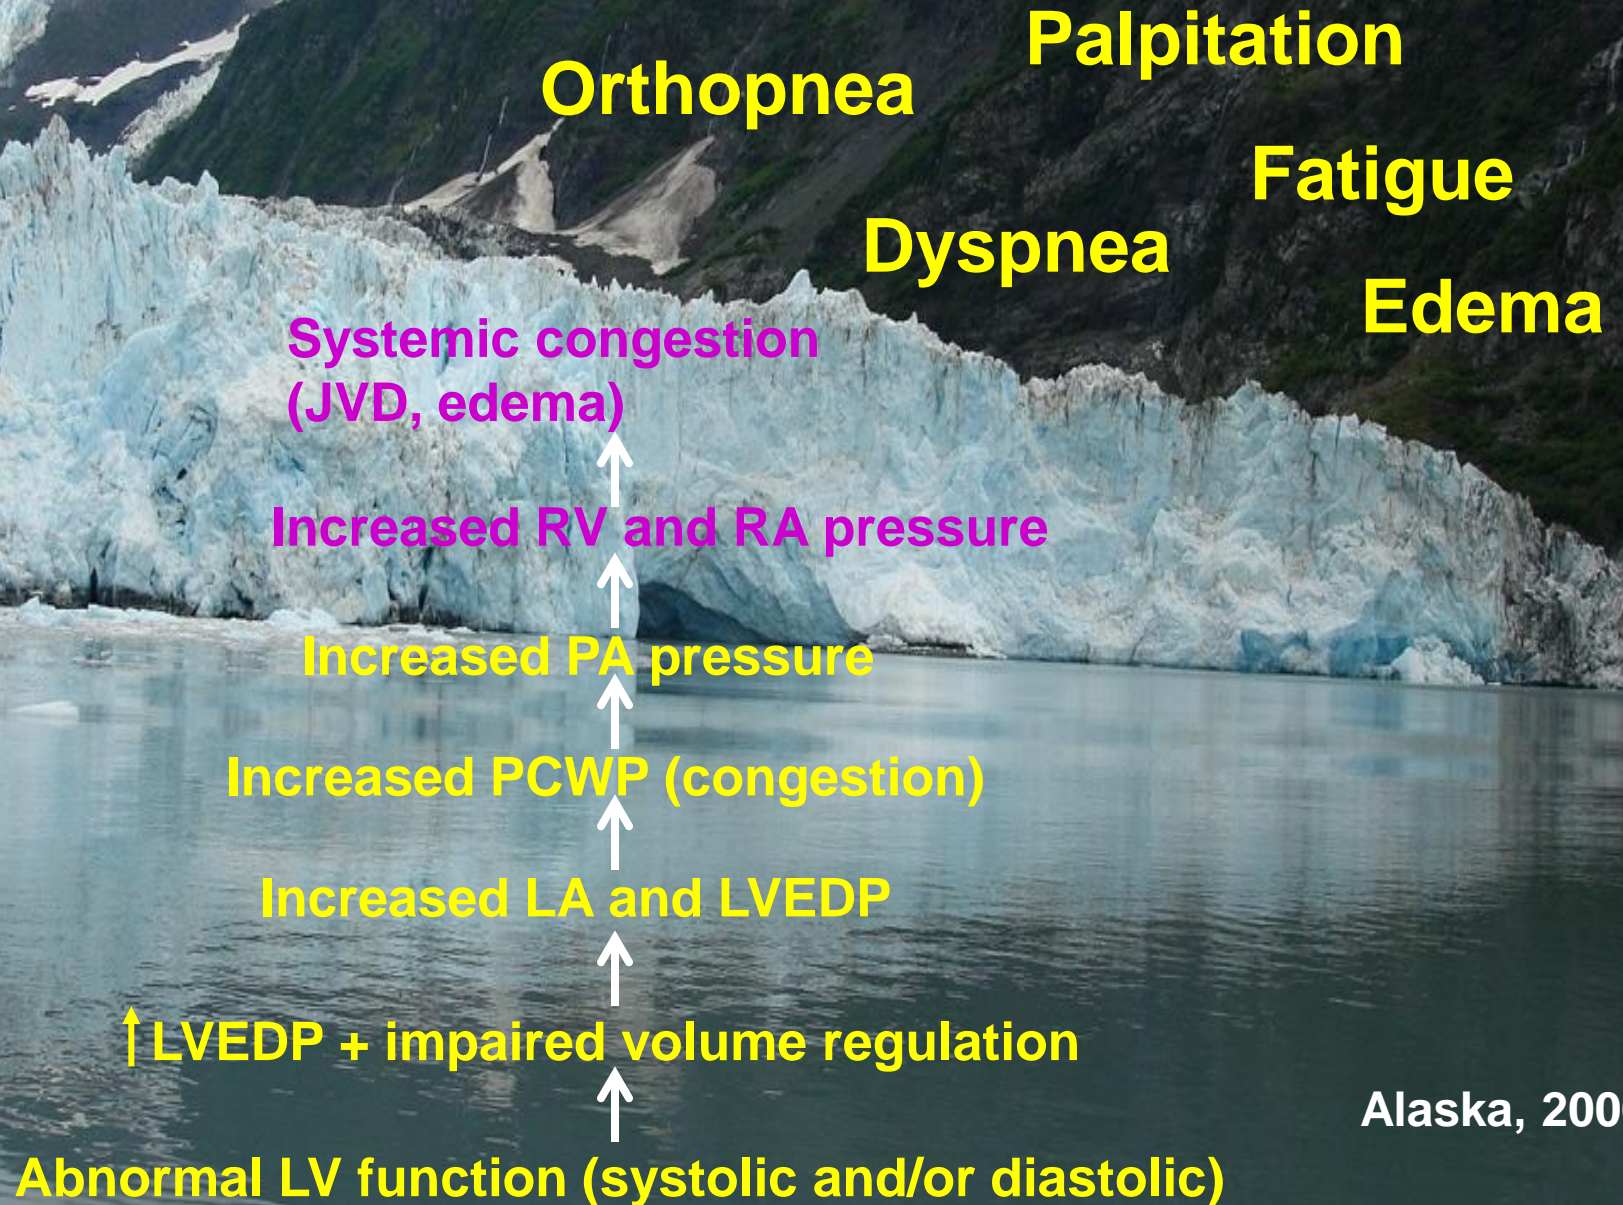 Palpitation
Orthopnea
Fatigue
Dyspnea
Edema
Systemic congestion
(JVD, edema)
Increased RV and RA pressure
Increased PA pressure
Increased PCWP (congestion)
Increased LA and LVEDP
↑LVEDP + impaired volume regulation
Alaska, 200
Abnormal LV function (systolic and/or diastolic)